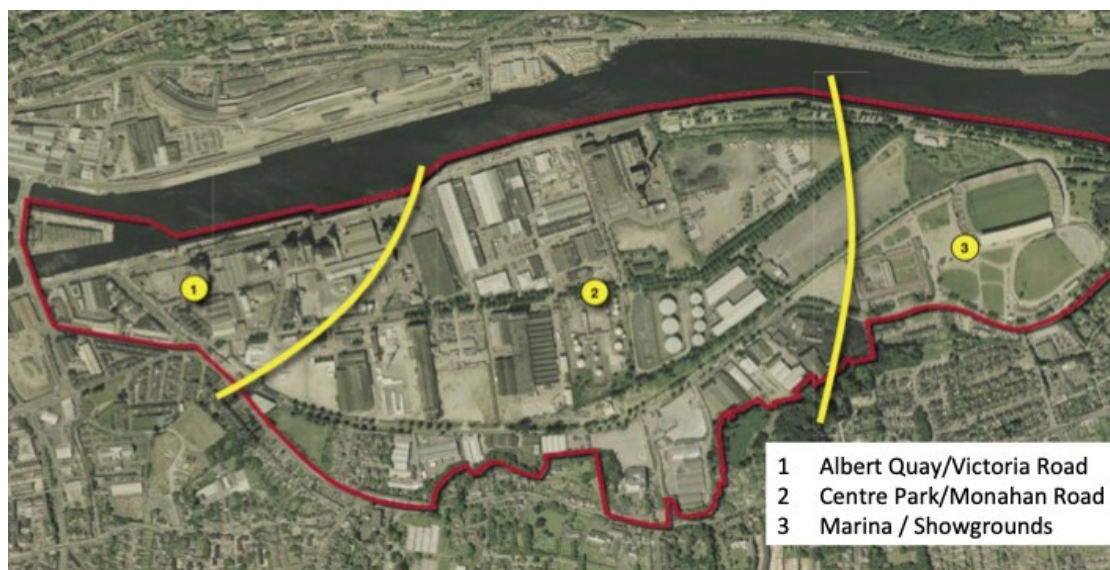 1
2
3
1 Albert Quay/Victoria Road
2 Centre Park/Monahan Road
3 Marina / Showgrounds